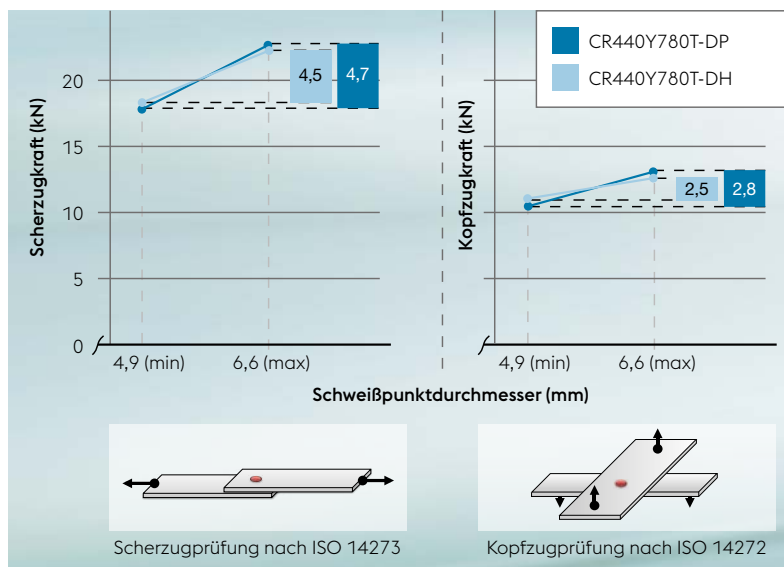 CR440Y780T-DP
CR440Y780T-DH
Scherzugkraft (kN)
20
15
10
5
0
4,5
4,7
4,9 (min)
6,6 (max)
Kopfzugkraft (kN)
2,5
2,8
4,9 (min)
6,6 (max)
Schweißpunktdurchmesser (mm)
Scherzugprüfung nach ISO 14273
Kopfzugprüfung nach ISO 14272